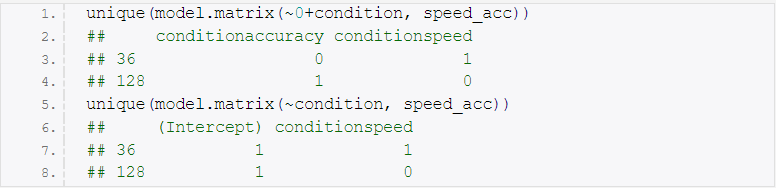 1. unique(model.matrix(~0+condition, speed_acc))
2. ##     conditionaccuracy conditionspeed
3. ## 36                  0              1
4. ## 128                 1              0
5. unique(model.matrix(~condition, speed_acc))
6. ##     (Intercept) conditionspeed
7. ## 36            1              1
8. ## 128           1              0